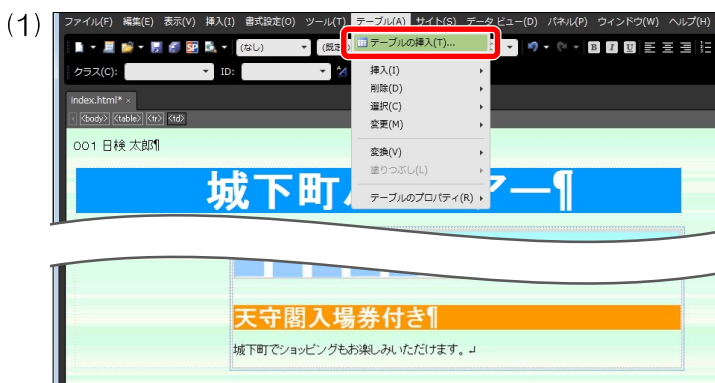 (1)
ファイル(F) 編集(E) 表示(V) 挿入(I) 書式設定(O) ツール(T) テーブル(A) サイト(S) データ ビュー(D) パネル(P) ウィンドウ(W) ヘルプ(H)
(なし) (既定 B I U
テーブルの挿入(T)...
クラス(C): ID:
挿入(I)
削除(D)
選択(C)
変更(M)
変換(V)
塗りつぶし(L)
テーブルのプロパティ(R)
index.html* ×
<body> <table> <tr> <td>
001 日検 太郎¶
城下町 ー¶
天守閣入場券付き¶
城下町でショッピングもお楽しみいただけます。↲